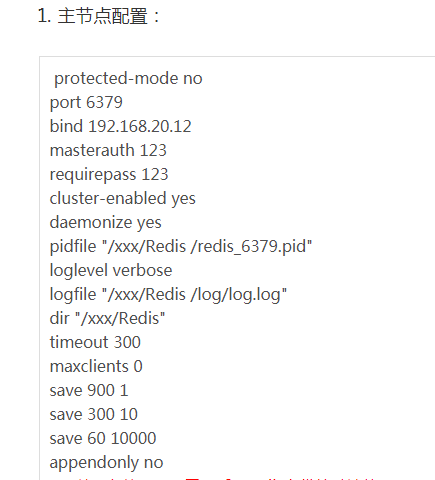 1. 主节点配置：
protected-mode no
port 6379
bind 192.168.20.12
masterauth 123
requirepass 123
cluster-enabled yes
daemonize yes
pidfile "/xxx/Redis /redis_6379.pid"
loglevel verbose
logfile "/xxx/Redis /log/log.log"
dir "/xxx/Redis"
timeout 300
maxclients 0
save 900 1
save 300 10
save 60 10000
appendonly no